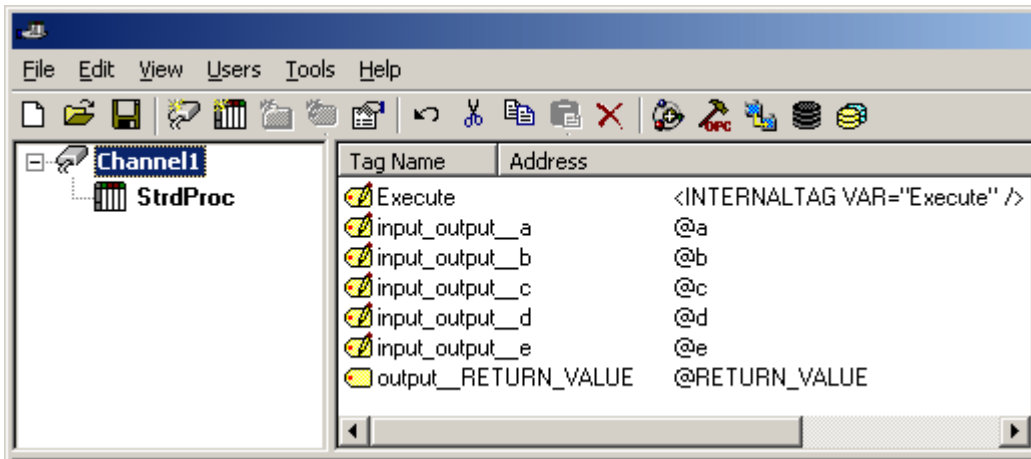 File Edit View Users Tools Help
OPC
Channel1
StrdProc
Tag Name Address
Execute <INTERNALTAG VAR="Execute" />
input_output__a @a
input_output__b @b
input_output__c @c
input_output__d @d
input_output__e @e
output__RETURN_VALUE @RETURN_VALUE